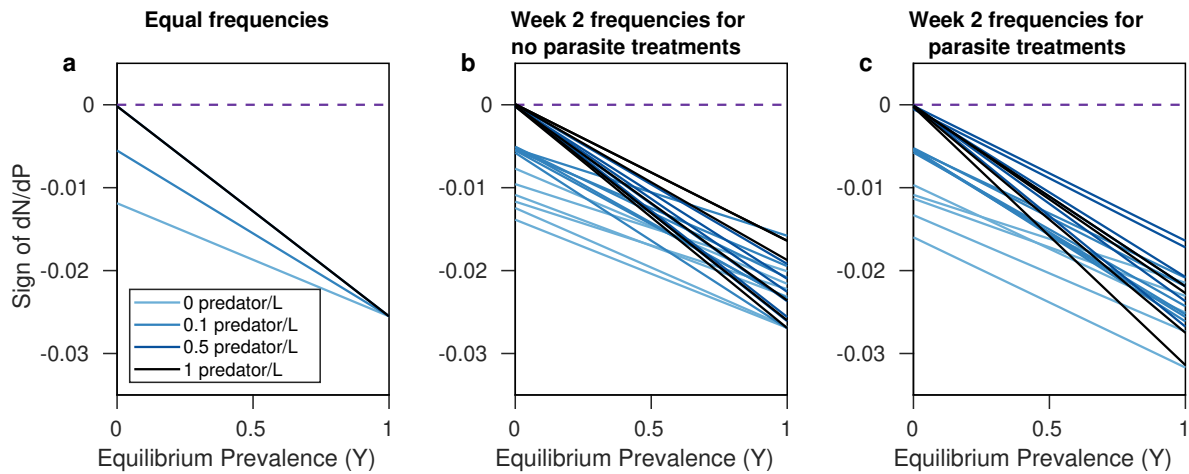 Equal frequencies
Week 2 frequencies for
no parasite treatments
Week 2 frequencies for
parasite treatments
a
b
c
Sign of dN/dP
0
-0.01
-0.02
-0.03
0 predator/L
0.1 predator/L
0.5 predator/L
1 predator/L
0
0.5
1
Equilibrium Prevalence (Y)
0
-0.01
-0.02
-0.03
0
0.5
1
Equilibrium Prevalence (Y)
0
-0.01
-0.02
-0.03
0
0.5
1
Equilibrium Prevalence (Y)